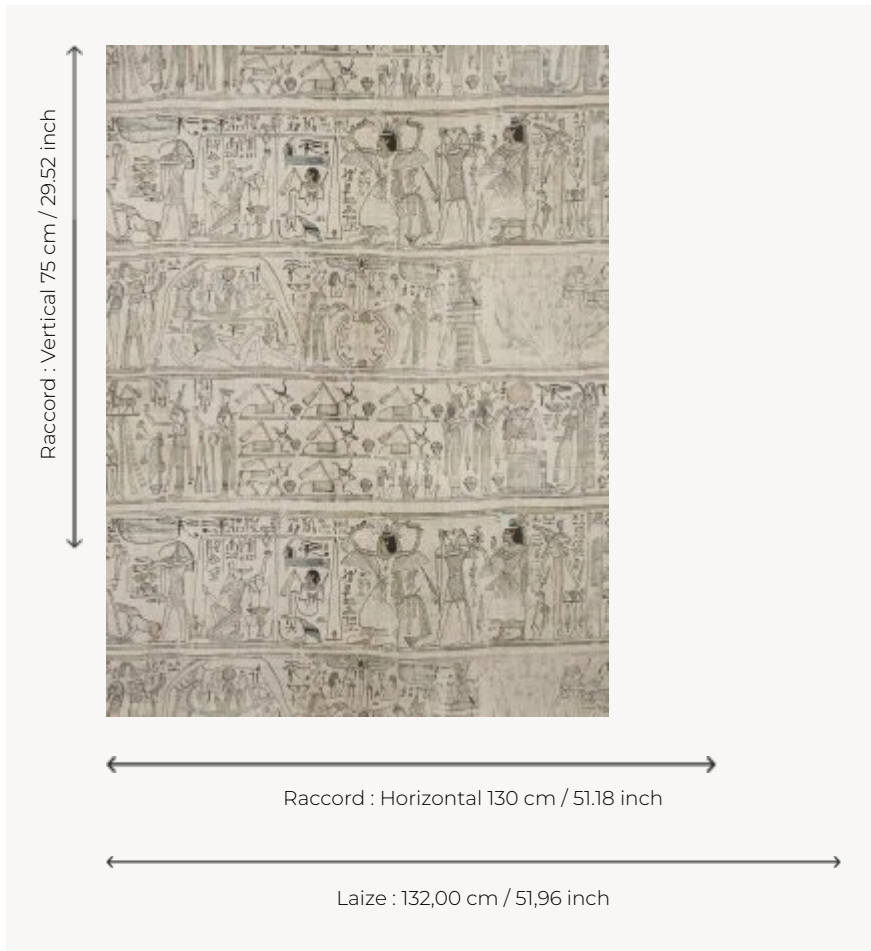 Raccord : Vertical 75 cm / 29.52 inch
Raccord : Horizontal 130 cm / 51.18 inch
Laize : 132,00 cm / 51,96 inch